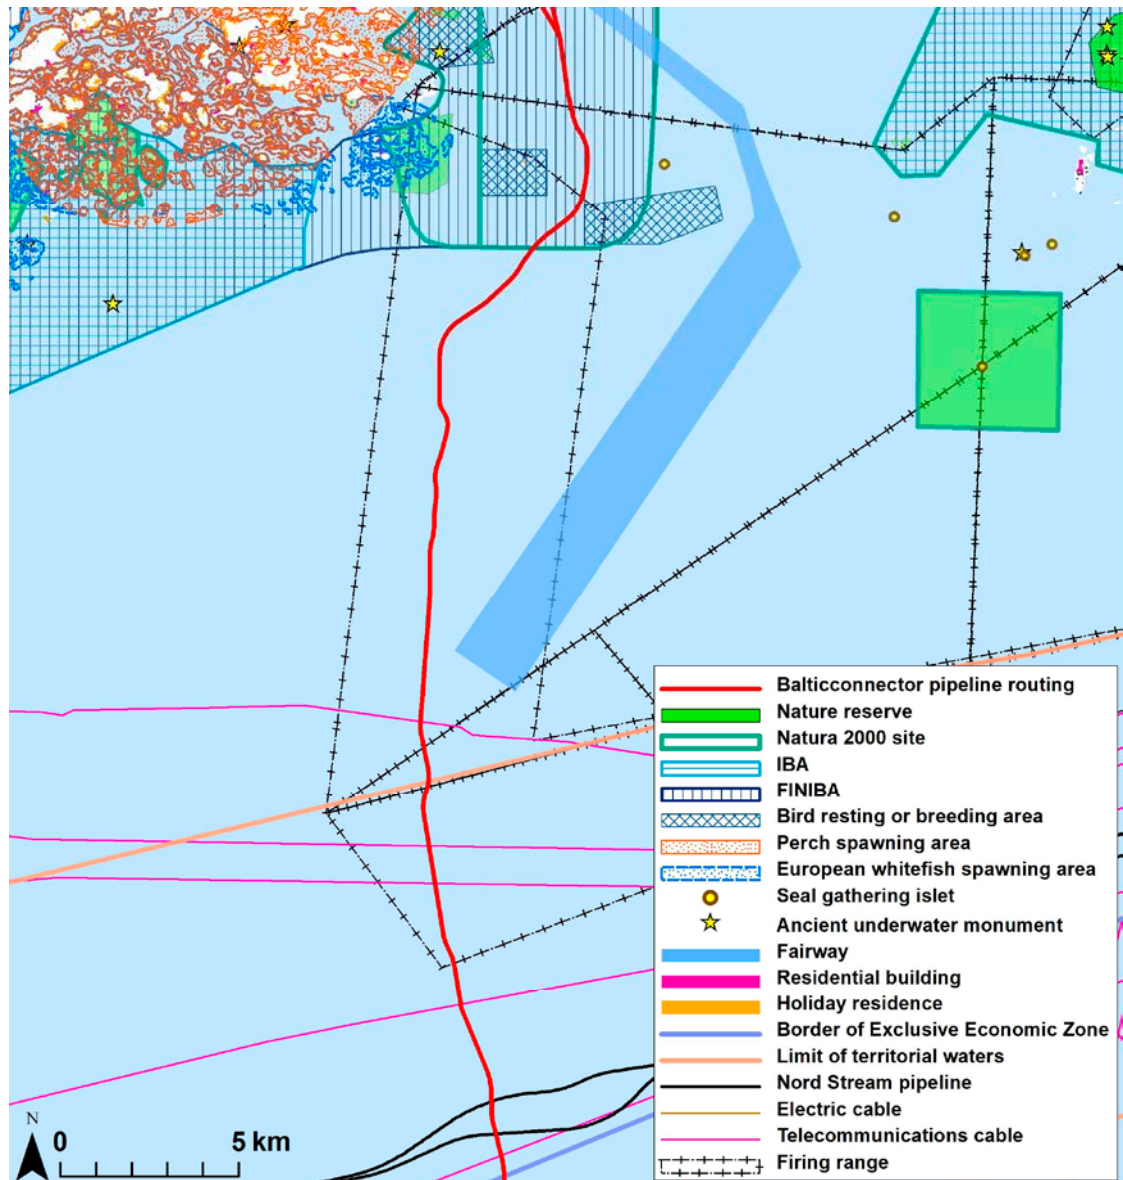 Balticconnector pipeline routing
Nature reserve
Natura 2000 site
IBA
FINIBA
Bird resting or breeding area
Perch spawning area
European whitefish spawning area
Seal gathering islet
Ancient underwater monument
Fairway
Residential building
Holiday residence
Border of Exclusive Economic Zone
Limit of territorial waters
Nord Stream pipeline
Electric cable
Telecommunications cable
Firing range
N
0 5 km